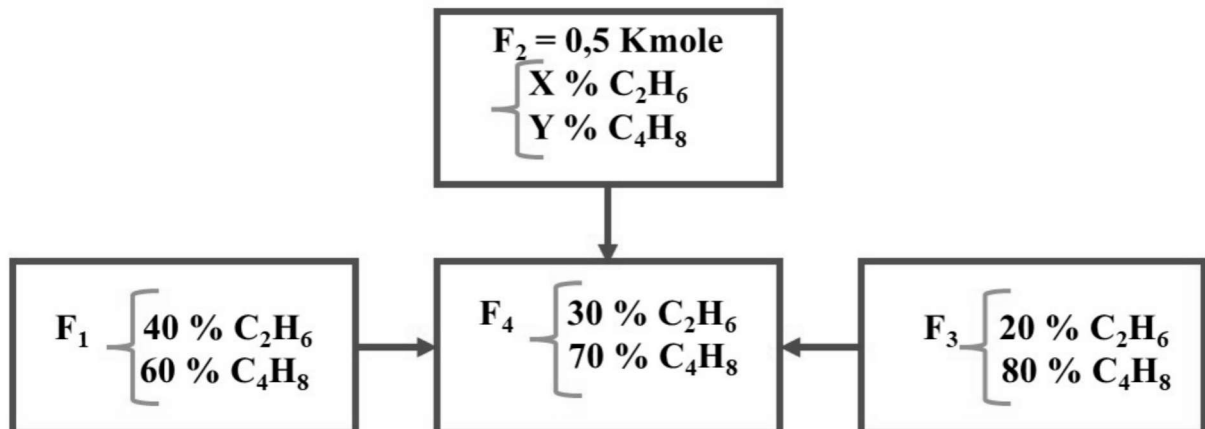 F₂ = 0,5 Kmole
X % C₂H₆
Y % C₄H₈
F₁
40 % C₂H₆
60 % C₄H₈
F₄
30 % C₂H₆
70 % C₄H₈
F₃
20 % C₂H₆
80 % C₄H₈